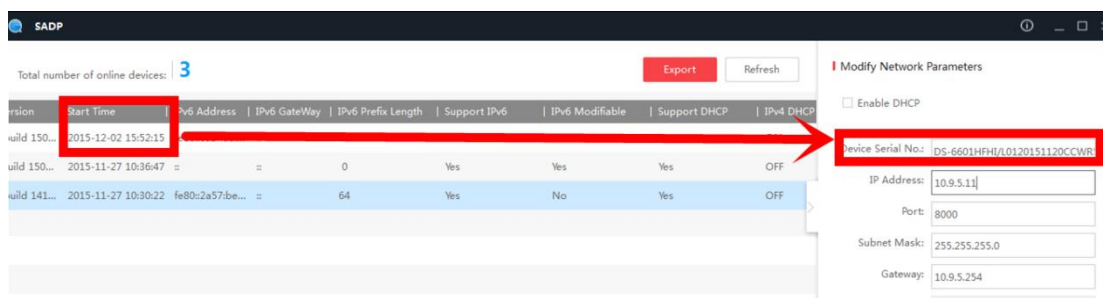 SADP
Total number of online devices: 3
Export
Refresh
ersion | Start Time | Pv6 Address | IPv6 GateWay | IPv6 Prefix Length | Support IPv6 | IPv6 Modifiable | Support DHCP | IPv4 DHCP
uild 150... 2015-12-02 15:52:15
uild 150... 2015-11-27 10:36:47 :: :: 0 Yes Yes Yes OFF
uild 141... 2015-11-27 10:30:22 fe80::2a57:be... :: 64 Yes No Yes OFF
Modify Network Parameters
Enable DHCP
Device Serial No.: DS-6601HFHI/L0120151120CCWR
IP Address: 10.9.5.11
Port: 8000
Subnet Mask: 255.255.255.0
Gateway: 10.9.5.254